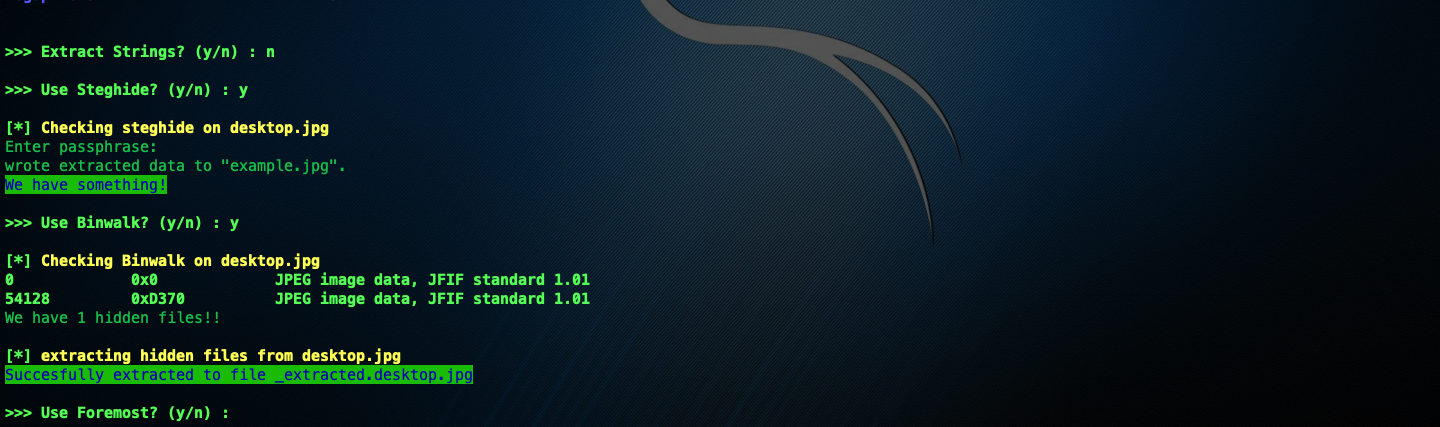 >>> Extract Strings? (y/n) : n
>>> Use Steghide? (y/n) : y
[*] Checking steghide on desktop.jpg
Enter passphrase:
wrote extracted data to "example.jpg".
We have something!
>>> Use Binwalk? (y/n) : y
[*] Checking Binwalk on desktop.jpg
0 0x0 JPEG image data, JFIF standard 1.01
54128 0xD370 JPEG image data, JFIF standard 1.01
We have 1 hidden files!!
[*] extracting hidden files from desktop.jpg
Succesfully extracted to file _extracted.desktop.jpg
>>> Use Foremost? (y/n) :